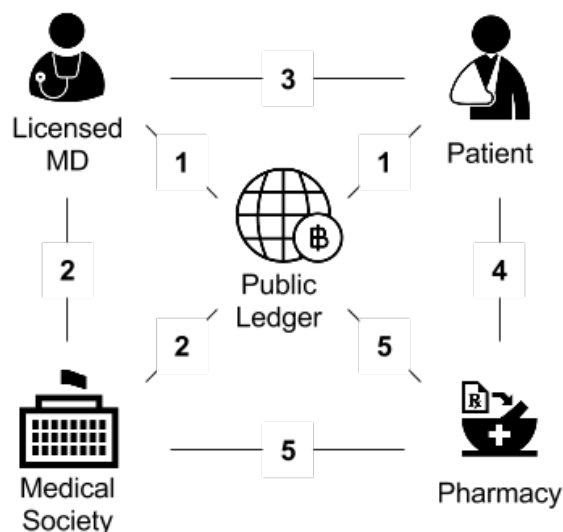 3
Licensed
MD
Patient
1
1
฿
2
Public
Ledger
4
2
5
℞
5
Medical
Society
Pharmacy